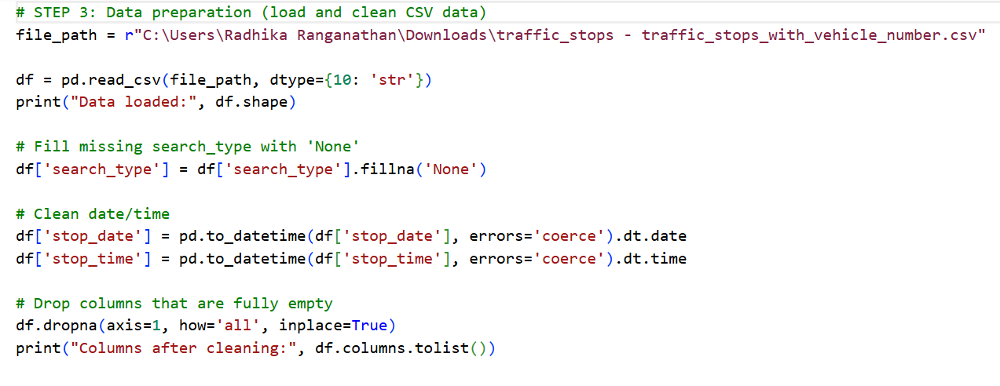 # STEP 3: Data preparation (load and clean CSV data)
file_path = r"C:\Users\Radhika Ranganathan\Downloads\traffic_stops - traffic_stops_with_vehicle_number.csv"
df = pd.read_csv(file_path, dtype={10: 'str'})
print("Data loaded:", df.shape)
# Fill missing search_type with 'None'
df['search_type'] = df['search_type'].fillna('None')
# Clean date/time
df['stop_date'] = pd.to_datetime(df['stop_date'], errors='coerce').dt.date
df['stop_time'] = pd.to_datetime(df['stop_time'], errors='coerce').dt.time
# Drop columns that are fully empty
df.dropna(axis=1, how='all', inplace=True)
print("Columns after cleaning:", df.columns.tolist())